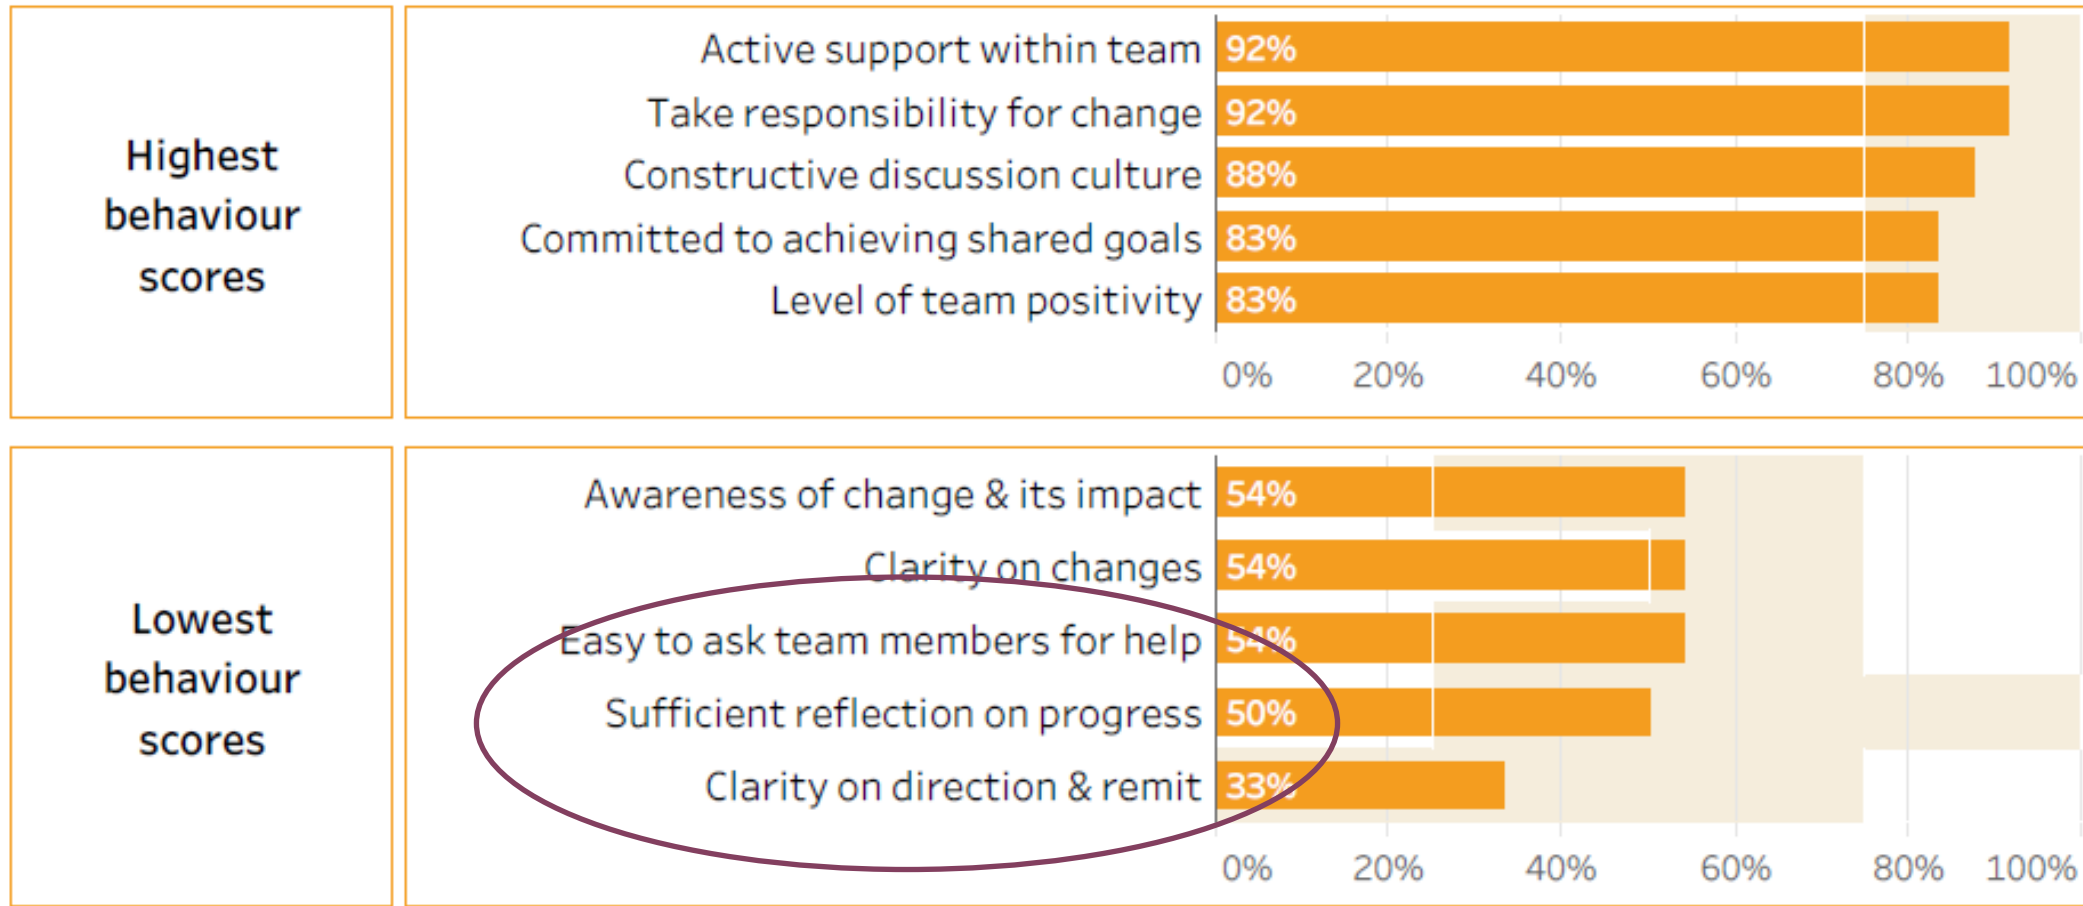 Highest
behaviour
scores
Active support within team 92%
Take responsibility for change 92%
Constructive discussion culture 88%
Committed to achieving shared goals 83%
Level of team positivity 83%
0% 20% 40% 60% 80% 100%
Lowest
behaviour
scores
Awareness of change & its impact 54%
Clarity on changes 54%
Easy to ask team members for help 54%
Sufficient reflection on progress 50%
Clarity on direction & remit 33%
0% 20% 40% 60% 80% 100%